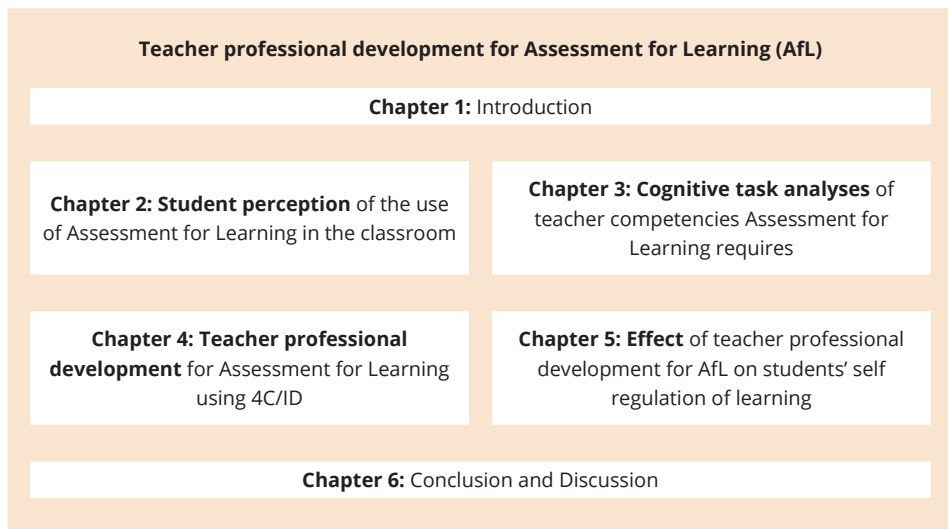 Teacher professional development for Assessment for Learning (AfL)
Chapter 1: Introduction
Chapter 2: Student perception of the use
of Assessment for Learning in the classroom
Chapter 3: Cognitive task analyses of
teacher competencies Assessment for
Learning requires
Chapter 4: Teacher professional
development for Assessment for Learning
using 4C/ID
Chapter 5: Effect of teacher professional
development for AfL on students’ self
regulation of learning
Chapter 6: Conclusion and Discussion